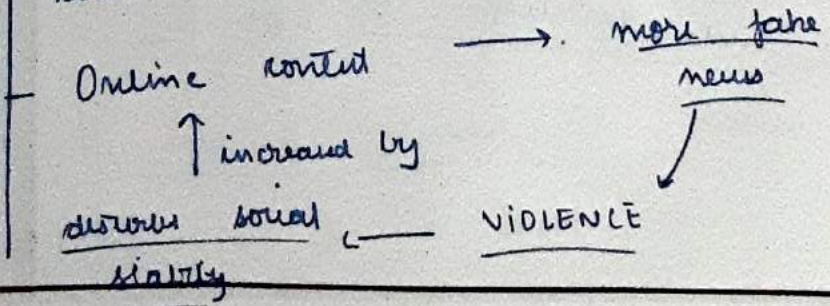 Online content → more fake
news
↑ increased by
social ← VIOLENCE